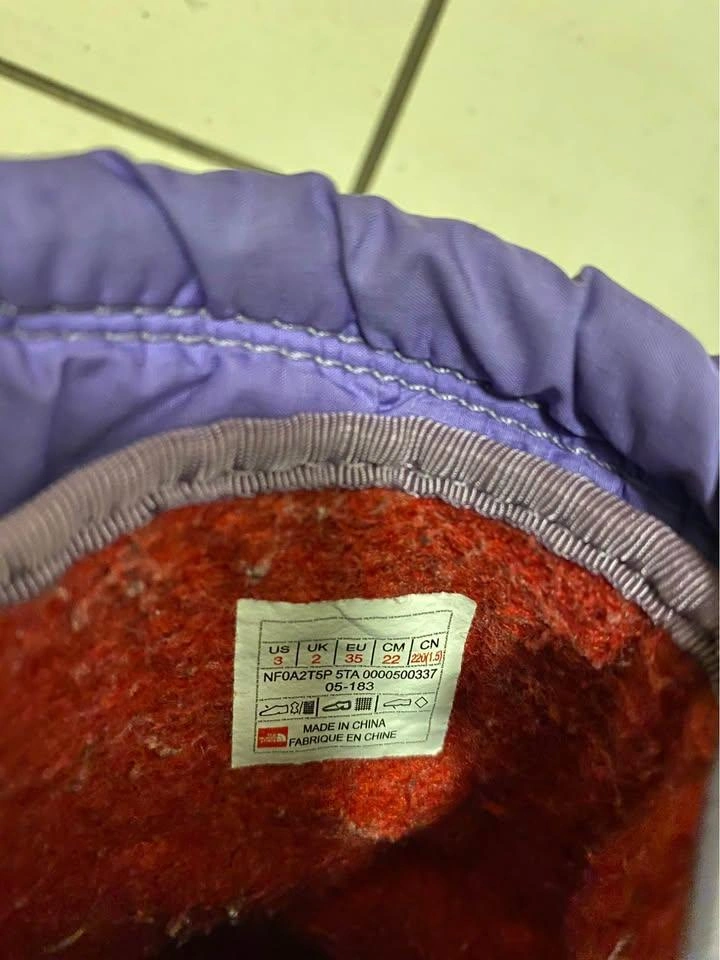 US UK EU CM CN
3 2 35 22 220(1.5)
NF0A2T5P 5TA 0000500337
05-183
MADE IN CHINA
FABRIQUE EN CHINE